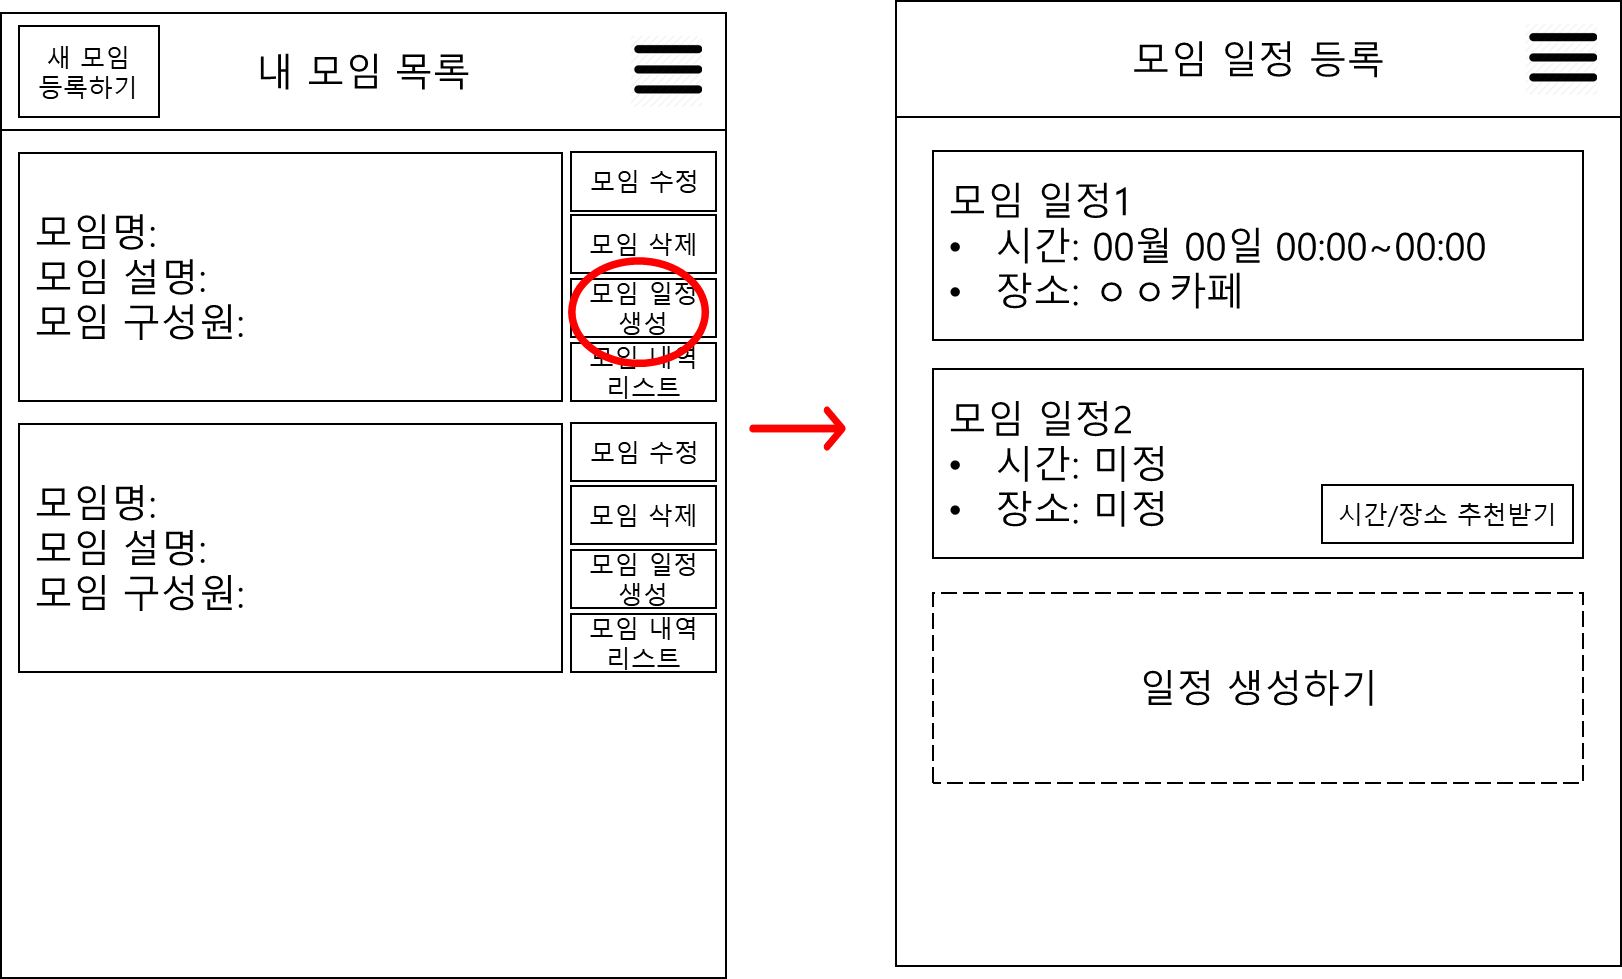 새 모임
등록하기
내 모임 목록
모임명:
모임 설명:
모임 구성원:
모임 수정
모임 삭제
모임 일정
생성
모임 내역
리스트
모임명:
모임 설명:
모임 구성원:
모임 수정
모임 삭제
모임 일정
생성
모임 내역
리스트
모임 일정 등록
모임 일정1
• 시간: 00월 00일 00:00~00:00
• 장소: ㅇㅇ카페
모임 일정2
• 시간: 미정
• 장소: 미정
시간/장소 추천받기
일정 생성하기